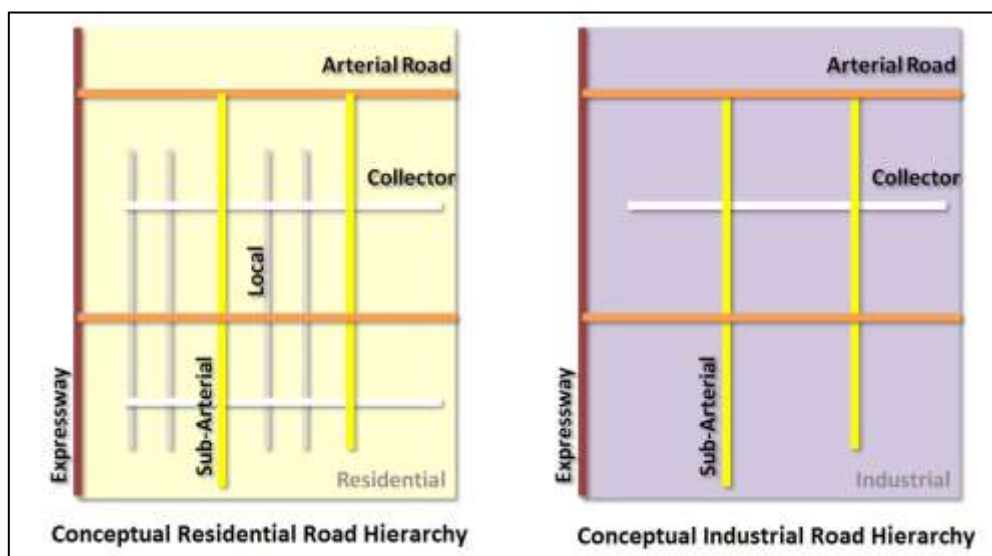 Arterial Road
Collector
Local
Sub-Arterial
Expressway
Residential
Conceptual Residential Road Hierarchy
Arterial Road
Collector
Sub-Arterial
Expressway
Industrial
Conceptual Industrial Road Hierarchy